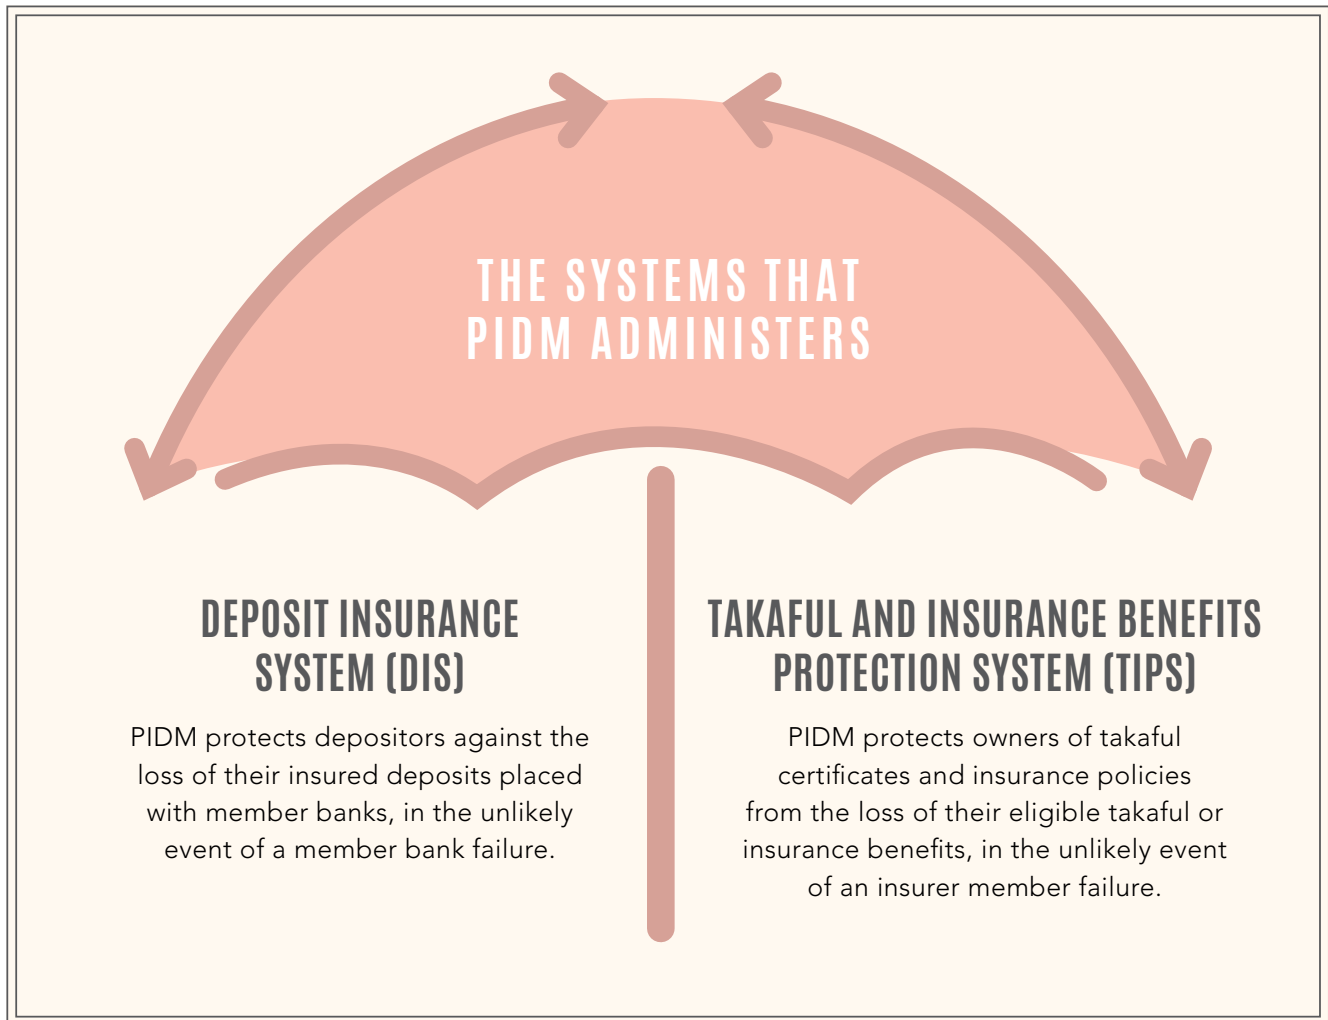 THE SYSTEMS THAT
PIDM ADMINISTERS
DEPOSIT INSURANCE
SYSTEM (DIS)
PIDM protects depositors against the
loss of their insured deposits placed
with member banks, in the unlikely
event of a member bank failure.
TAKAFUL AND INSURANCE BENEFITS
PROTECTION SYSTEM (TIPS)
PIDM protects owners of takaful
certificates and insurance policies
from the loss of their eligible takaful or
insurance benefits, in the unlikely event
of an insurer member failure.